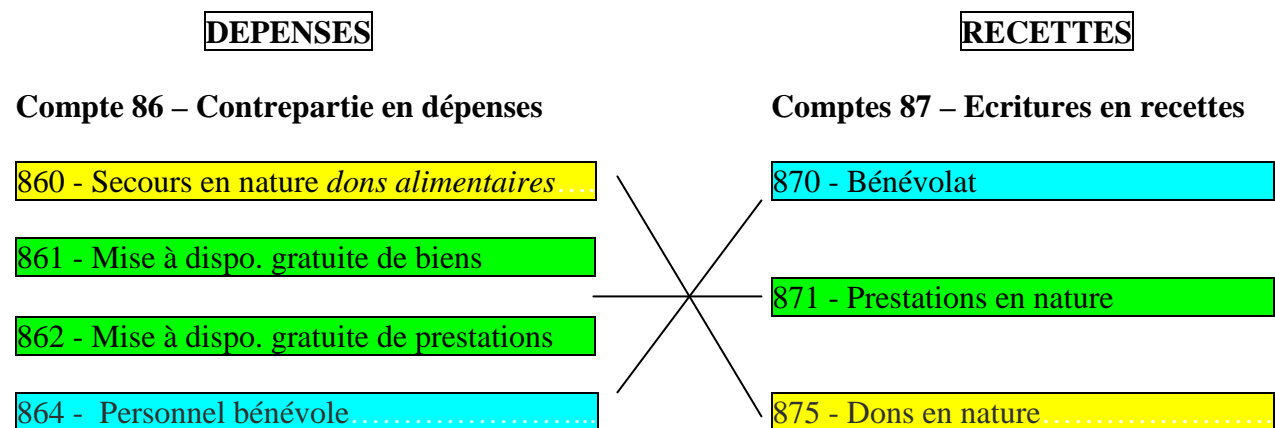 DEPENSES
RECETTES
Compte 86 – Contrepartie en dépenses
Comptes 87 – Ecritures en recettes
860 - Secours en nature dons alimentaires….
870 - Bénévolat
861 - Mise à dispo. gratuite de biens
871 - Prestations en nature
862 - Mise à dispo. gratuite de prestations
864 -  Personnel bénévole…………………...
875 - Dons en nature…………………